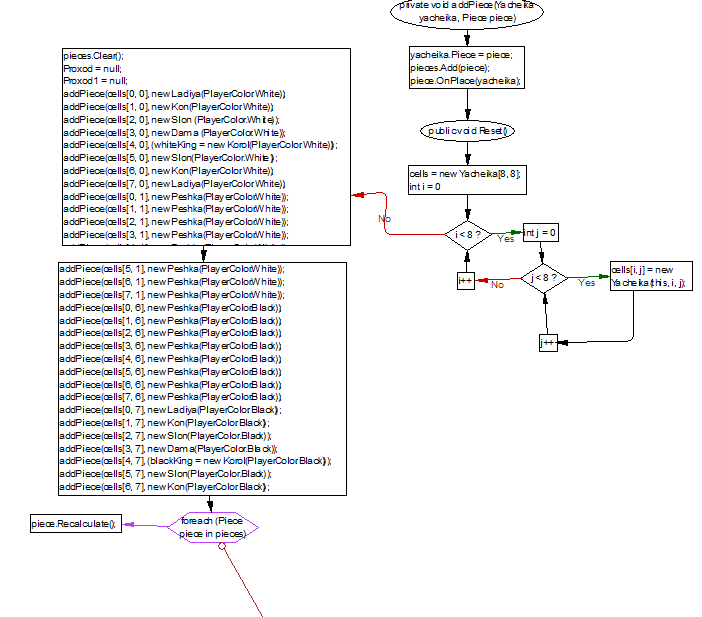 private void addPiece(Yacheika
yacheika, Piece piece)
yacheika.Piece = piece;
pieces.Add(piece);
piece.OnPlace(yacheika);
public void Reset()
cells = new Yacheika[8, 8];
int i = 0
i < 8 ?
Yes
No
int j = 0
j < 8 ?
Yes
No
cells[i, j] = new
Yacheika(this, i, j);
j++
i++
pieces.Clear();
Proxod = null;
Proxod1 = null;
addPiece(cells[0, 0], new Ladiya(PlayerColor.White));
addPiece(cells[1, 0], new Kon(PlayerColor.White));
addPiece(cells[2, 0], new Slon (PlayerColor.White));
addPiece(cells[3, 0], new Dama (PlayerColor.White));
addPiece(cells[4, 0], (whiteKing = new Korol(PlayerColor.White)));
addPiece(cells[5, 0], new Slon(PlayerColor.White));
addPiece(cells[6, 0], new Kon(PlayerColor.White));
addPiece(cells[7, 0], new Ladiya(PlayerColor.White));
addPiece(cells[0, 1], new Peshka(PlayerColor.White));
addPiece(cells[1, 1], new Peshka(PlayerColor.White));
addPiece(cells[2, 1], new Peshka(PlayerColor.White));
addPiece(cells[3, 1], new Peshka(PlayerColor.White));
addPiece(cells[5, 1], new Peshka(PlayerColor.White));
addPiece(cells[6, 1], new Peshka(PlayerColor.White));
addPiece(cells[7, 1], new Peshka(PlayerColor.White));
addPiece(cells[0, 6], new Peshka(PlayerColor.Black));
addPiece(cells[1, 6], new Peshka(PlayerColor.Black));
addPiece(cells[2, 6], new Peshka(PlayerColor.Black));
addPiece(cells[3, 6], new Peshka(PlayerColor.Black));
addPiece(cells[4, 6], new Peshka(PlayerColor.Black));
addPiece(cells[5, 6], new Peshka(PlayerColor.Black));
addPiece(cells[6, 6], new Peshka(PlayerColor.Black));
addPiece(cells[7, 6], new Peshka(PlayerColor.Black));
addPiece(cells[0, 7], new Ladiya(PlayerColor.Black));
addPiece(cells[1, 7], new Kon(PlayerColor.Black));
addPiece(cells[2, 7], new Slon(PlayerColor.Black));
addPiece(cells[3, 7], new Dama(PlayerColor.Black));
addPiece(cells[4, 7], (blackKing = new Korol(PlayerColor.Black)));
addPiece(cells[5, 7], new Slon(PlayerColor.Black));
addPiece(cells[6, 7], new Kon(PlayerColor.Black));
foreach (Piece
piece in pieces)
piece.Recalculate();